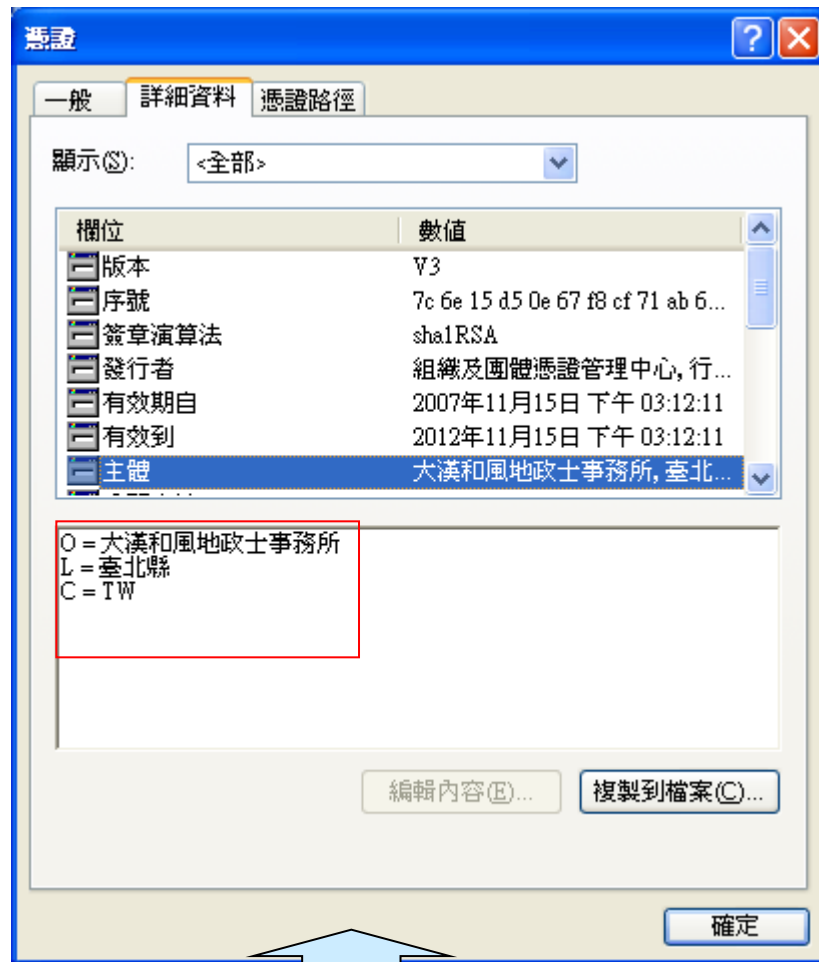 憑證
一般 詳細資料 憑證路徑
顯示(S): <全部>
欄位 數值
版本 V3
序號 7c 6e 15 d5 0e 67 f8 cf 71 ab 6...
簽章演算法 sha1RSA
發行者 組織及團體憑證管理中心, 行...
有效期自 2007年11月15日 下午 03:12:11
有效到 2012年11月15日 下午 03:12:11
主體 大漢和風地政士事務所, 臺北...
O = 大漢和風地政士事務所
L = 臺北縣
C = TW
編輯內容(E)... 複製到檔案(C)...
確定